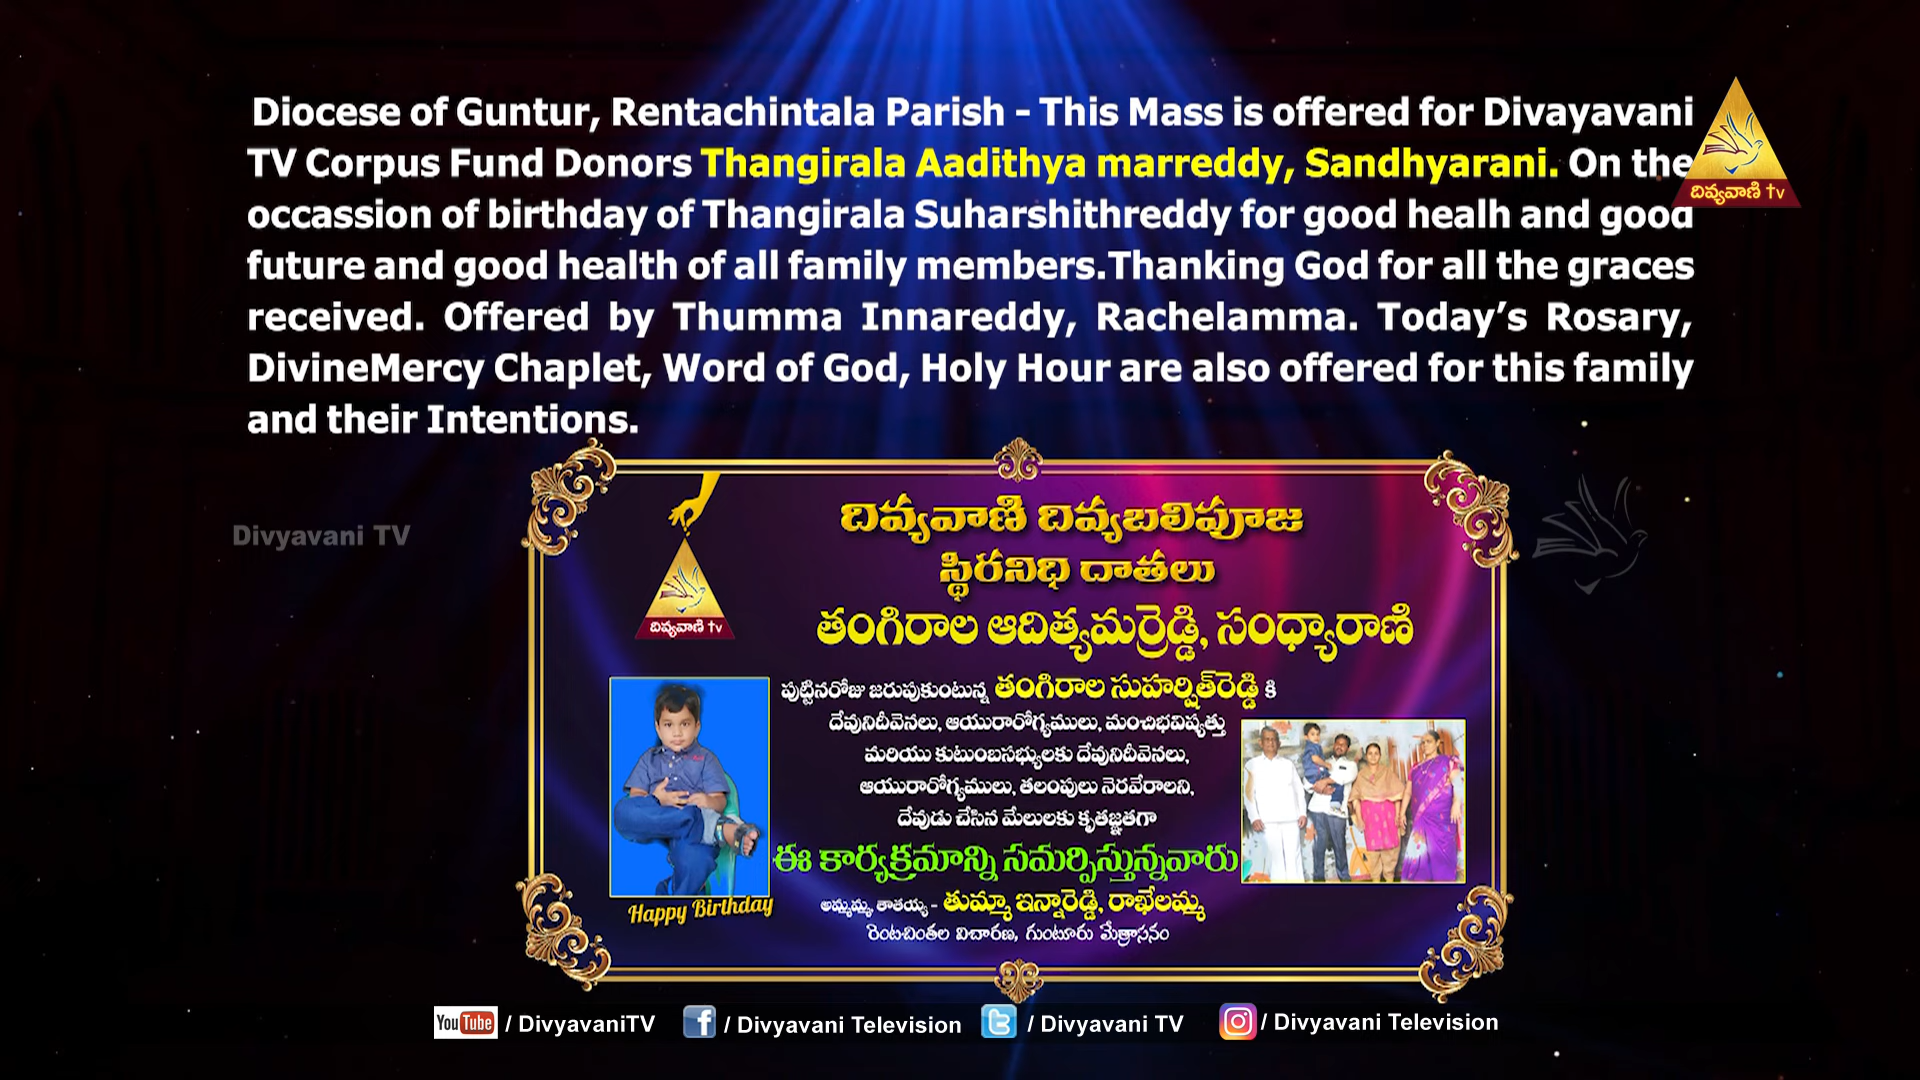 Diocese of Guntur, Rentachintala Parish - This Mass is offered for Divayavani
TV Corpus Fund Donors Thangirala Aadithya marreddy, Sandhyarani. On the
occassion of birthday of Thangirala Suharshithreddy for good healh and good
future and good health of all family members.Thanking God for all the graces
received. Offered by Thumma Innareddy, Rachelamma. Today’s Rosary,
DivineMercy Chaplet, Word of God, Holy Hour are also offered for this family
and their Intentions.
దివ్యవాణి tv
Divyavani TV
దివ్యవాణి దివ్యబలిపూజ
స్థిరనిధి దాతలు
తంగిరాల ఆదిత్యమర్రెడ్డి, సంధ్యారాణి
దివ్యవాణి tv
పుట్టినరోజు జరుపుకుంటున్న తంగిరాల సుహర్షిత్‌రెడ్డి కి
దేవునిదీవెనలు, ఆయురారోగ్యములు, మంచిభవిష్యత్తు
మరియు కుటుంబసభ్యులకు దేవునిదీవెనలు,
ఆయురారోగ్యములు, తలంపులు నెరవేరాలని,
దేవుడు చేసిన మేలులకు కృతజ్ఞతగా
ఈ కార్యక్రమాన్ని సమర్పిస్తున్నవారు
Happy Birthday
అమ్మమ్మ, తాతయ్య - తుమ్మా ఇన్నారెడ్డి, రాఖేలమ్మ
రెంటచింతల విచారణ, గుంటూరు మేత్రాసనం
YouTube / DivyavaniTV
f / Divyavani Television
/ Divyavani TV
/ Divyavani Television